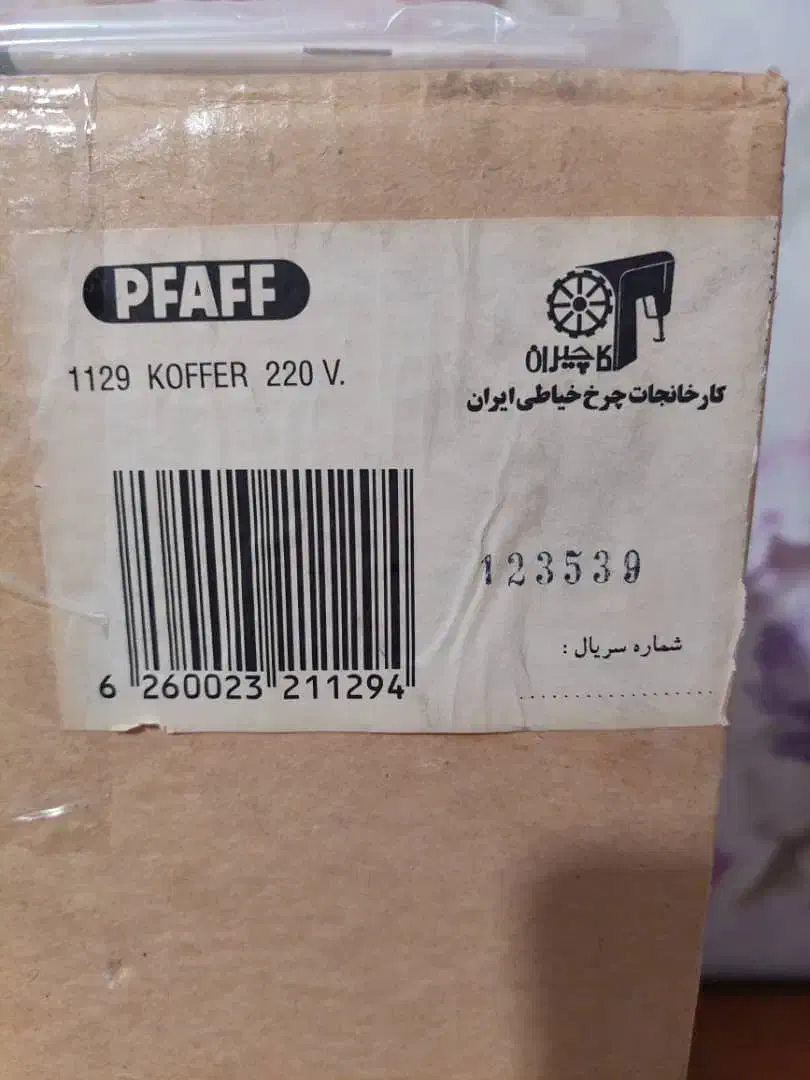 PFAFF
1129 KOFFER 220 V.
کاچیران
کارخانجات چرخ خیاطی ایران
123539
شماره سریال :
6 260023 211294